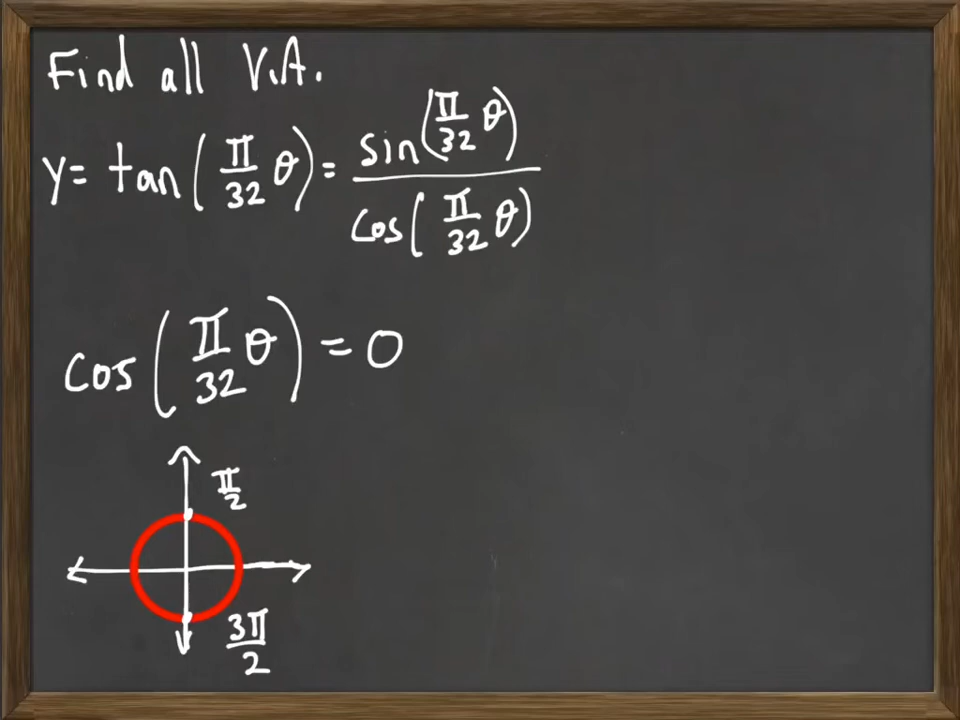 Find all V.A.
y = tan(π/32 θ) = sin(π/32 θ) / cos(π/32 θ)
cos(π/32 θ) = 0
π/2
3π/2